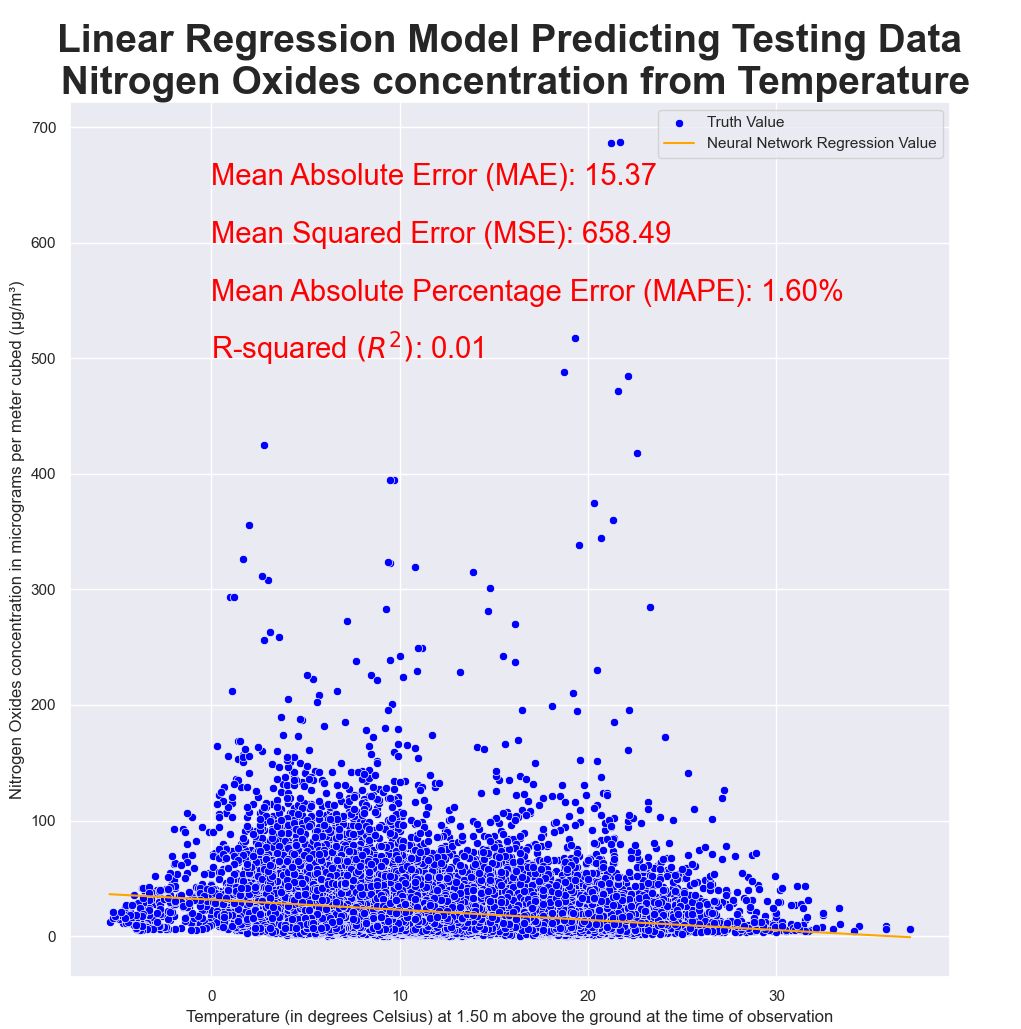 Linear Regression Model Predicting Testing Data
Nitrogen Oxides concentration from Temperature
Truth Value
Neural Network Regression Value
Mean Absolute Error (MAE): 15.37
Mean Squared Error (MSE): 658.49
Mean Absolute Percentage Error (MAPE): 1.60%
R-squared (R²): 0.01
Nitrogen Oxides concentration in micrograms per meter cubed (μg/m³)
700
600
500
400
300
200
100
0
0 10 20 30
Temperature (in degrees Celsius) at 1.50 m above the ground at the time of observation